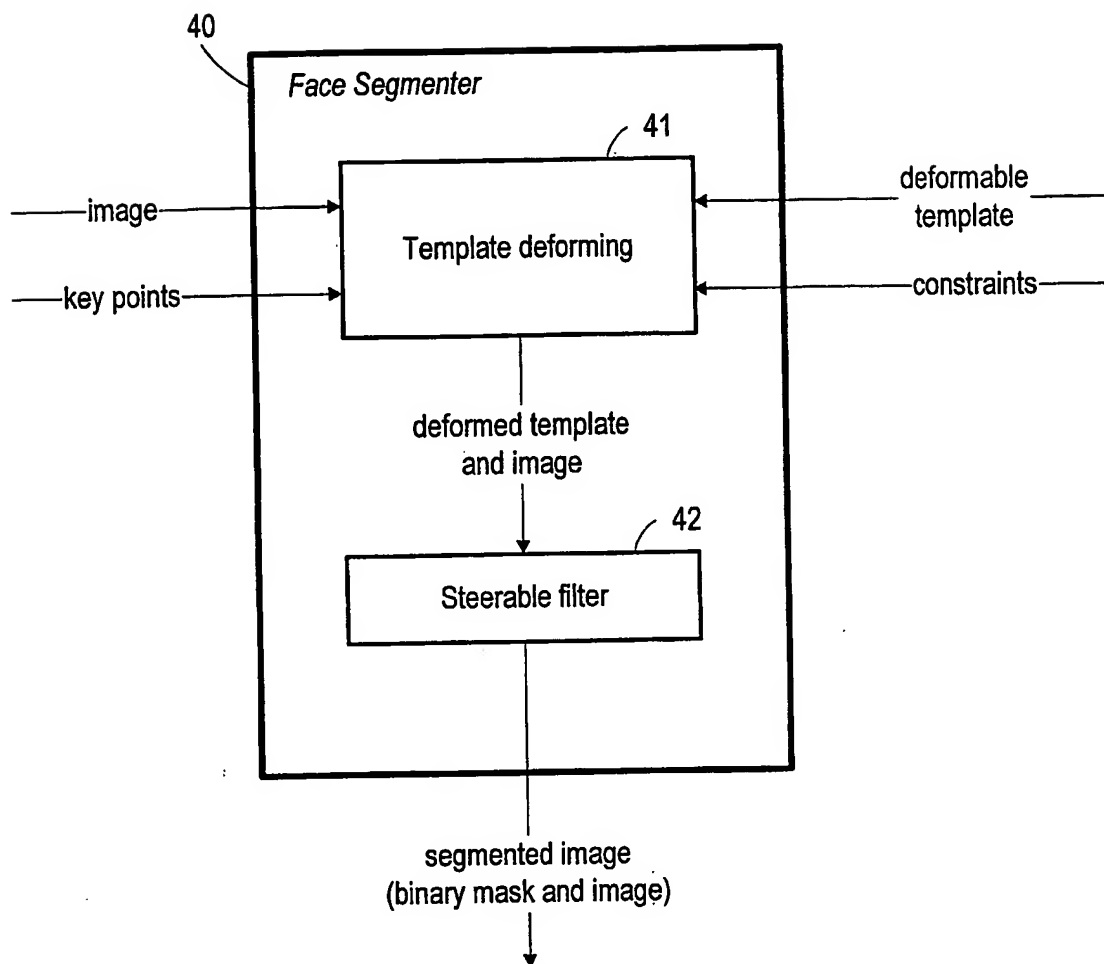 40
Face Segmenter
41
image
key points
Template deforming
deformable
template
constraints
deformed template
and image
42
Steerable filter
segmented image
(binary mask and image)